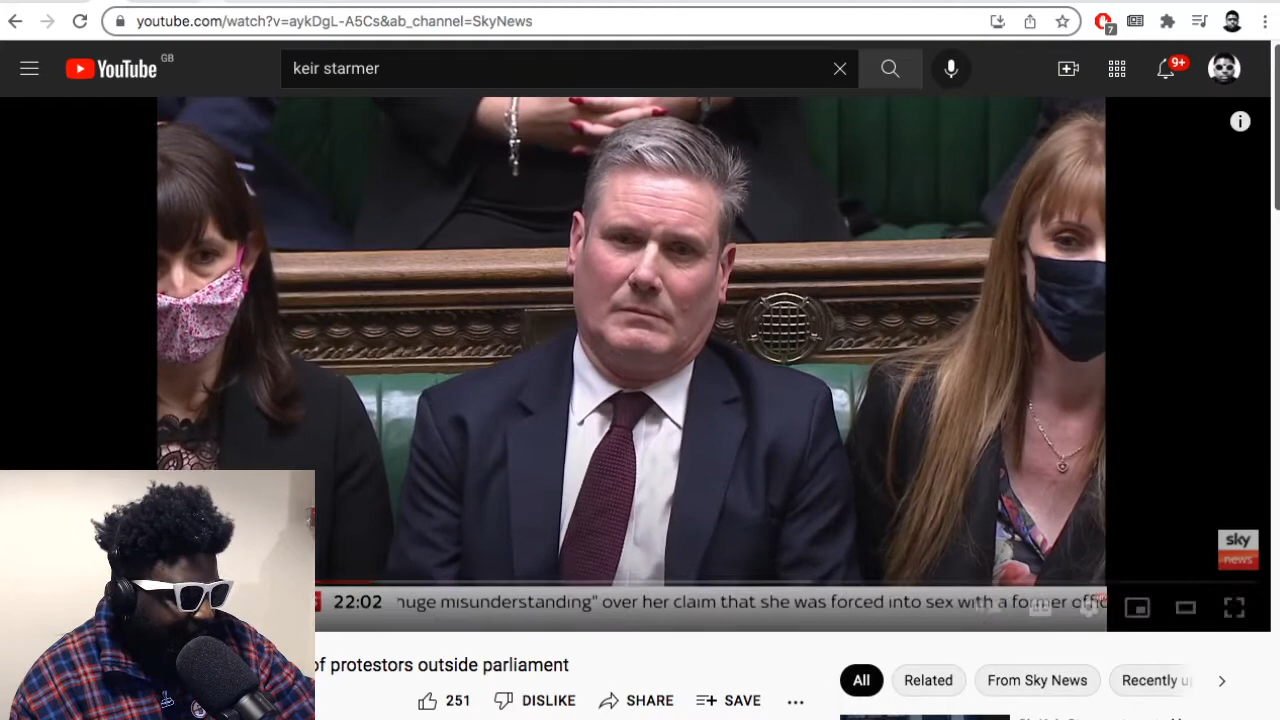 youtube.com/watch?v=aykDgL-A5Cs&ab_channel=SkyNews
7
YouTube GB
keir starmer
9+
sky
news
22:02 huge misunderstanding" over her claim that she was forced into sex with a former
of protestors outside parliament
251 DISLIKE SHARE SAVE
All Related From Sky News Recently